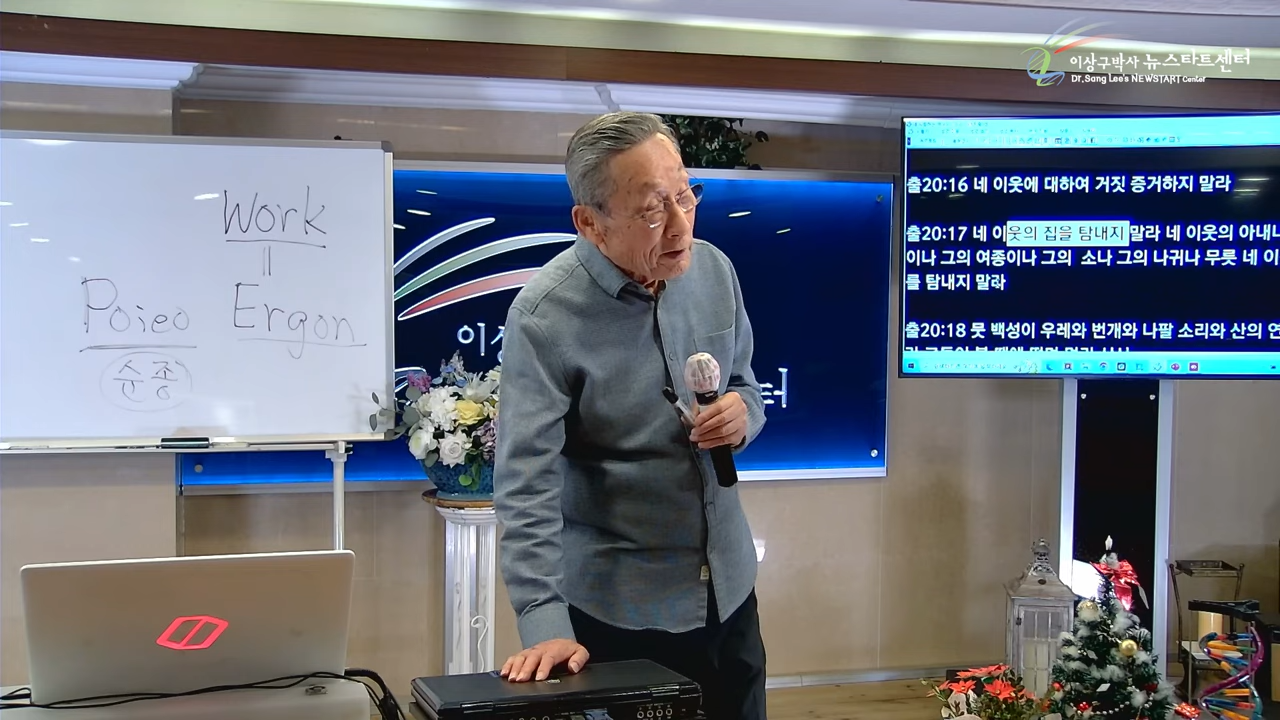 이상구박사 뉴스타트센터
Dr. Sang Lee's NEWSTART Center
Work
=
Poieo Ergon
순종
이상
터
출20:16 네 이웃에 대하여 거짓 증거하지 말라
출20:17 네 이웃의 집을 탐내지 말라 네 이웃의 아내나
이나 그의 여종이나 그의 소나 그의 나귀나 무릇 네 이
를 탐내지 말라
출20:18 뭇 백성이 우레와 번개와 나팔 소리와 산의 연